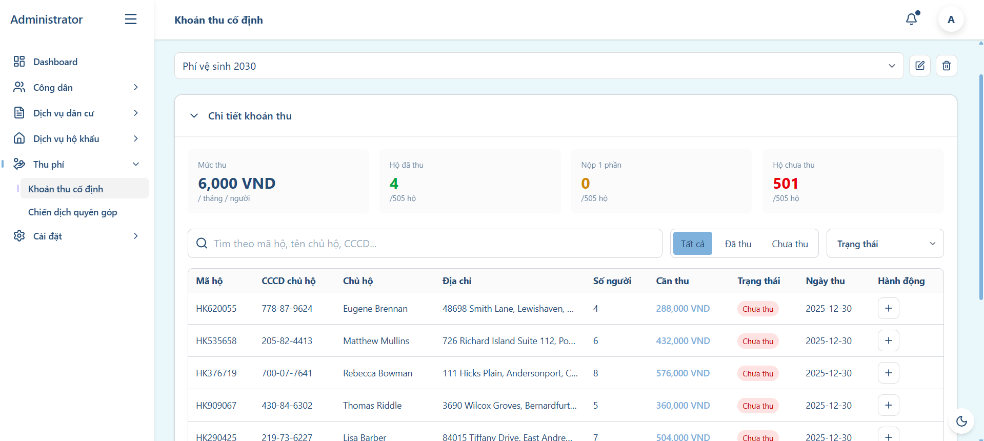 Administrator
Khoản thu cố định
A
Dashboard
Công dân
Dịch vụ dân cư
Dịch vụ hộ khẩu
Thu phí
Khoản thu cố định
Chiến dịch quyên góp
Cài đặt
Phí vệ sinh 2030
Chi tiết khoản thu
Mức thu
6,000 VND
/ tháng / người
Hộ đã thu
4
/505 hộ
Nộp 1 phần
0
/505 hộ
Hộ chưa thu
501
/505 hộ
Tìm theo mã hộ, tên chủ hộ, CCCD...
Tất cả Đã thu Chưa thu
Trạng thái
Mã hộ CCCD chủ hộ Chủ hộ Địa chỉ Số người Cần thu Trạng thái Ngày thu Hành động
HK620055 778-87-9624 Eugene Brennan 48698 Smith Lane, Lewishaven, ... 4 288,000 VND Chưa thu 2025-12-30 +
HK535658 205-82-4413 Matthew Mullins 726 Richard Island Suite 112, Po... 6 432,000 VND Chưa thu 2025-12-30 +
HK376719 700-07-7641 Rebecca Bowman 111 Hicks Plain, Andersonport, C... 8 576,000 VND Chưa thu 2025-12-30 +
HK909067 430-84-6302 Thomas Riddle 3690 Wilcox Groves, Bernardfurt... 5 360,000 VND Chưa thu 2025-12-30 +
HK290425 219-73-6227 Lisa Barber 84015 Tiffany Drive, East Andre... 7 504,000 VND Chưa thu 2025-12-30 +